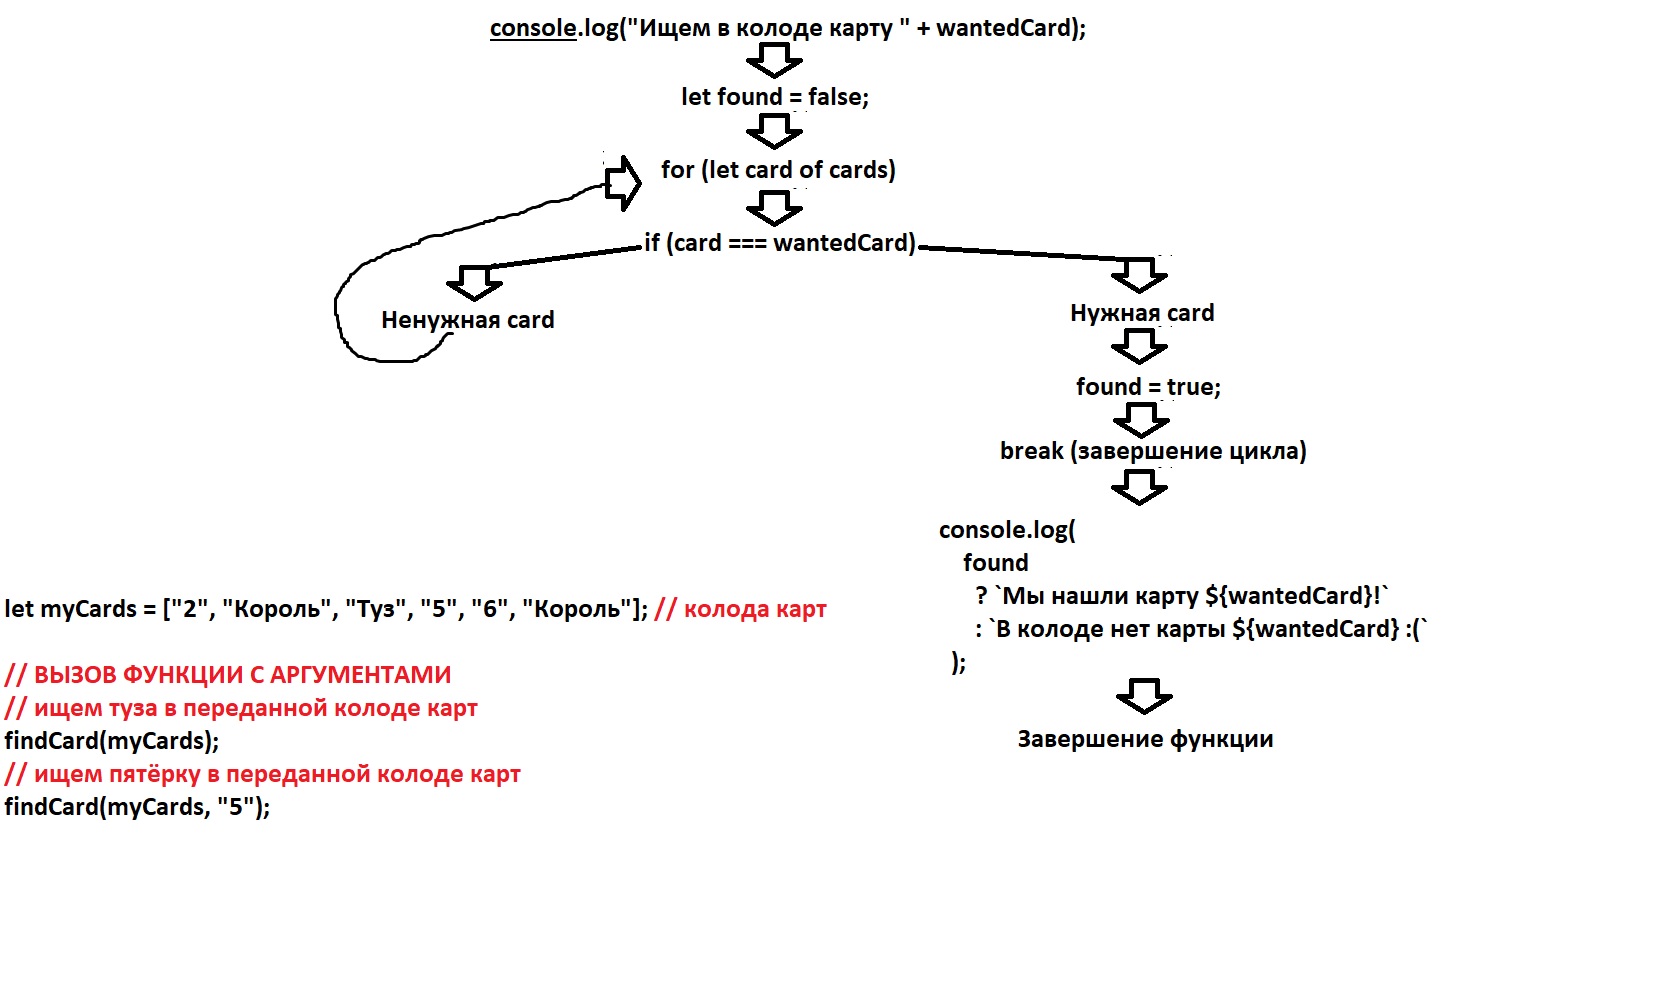 console.log("Ищем в колоде карту " + wantedCard);
let found = false;
for (let card of cards)
if (card === wantedCard)
Ненужная card
Нужная card
found = true;
break (завершение цикла)
console.log(
found
? `Мы нашли карту ${wantedCard}!`
: `В колоде нет карты ${wantedCard} :(`
);
Завершение функции
let myCards = ["2", "Король", "Туз", "5", "6", "Король"]; // колода карт
// ВЫЗОВ ФУНКЦИИ С АРГУМЕНТАМИ
// ищем туза в переданной колоде карт
findCard(myCards);
// ищем пятёрку в переданной колоде карт
findCard(myCards, "5");